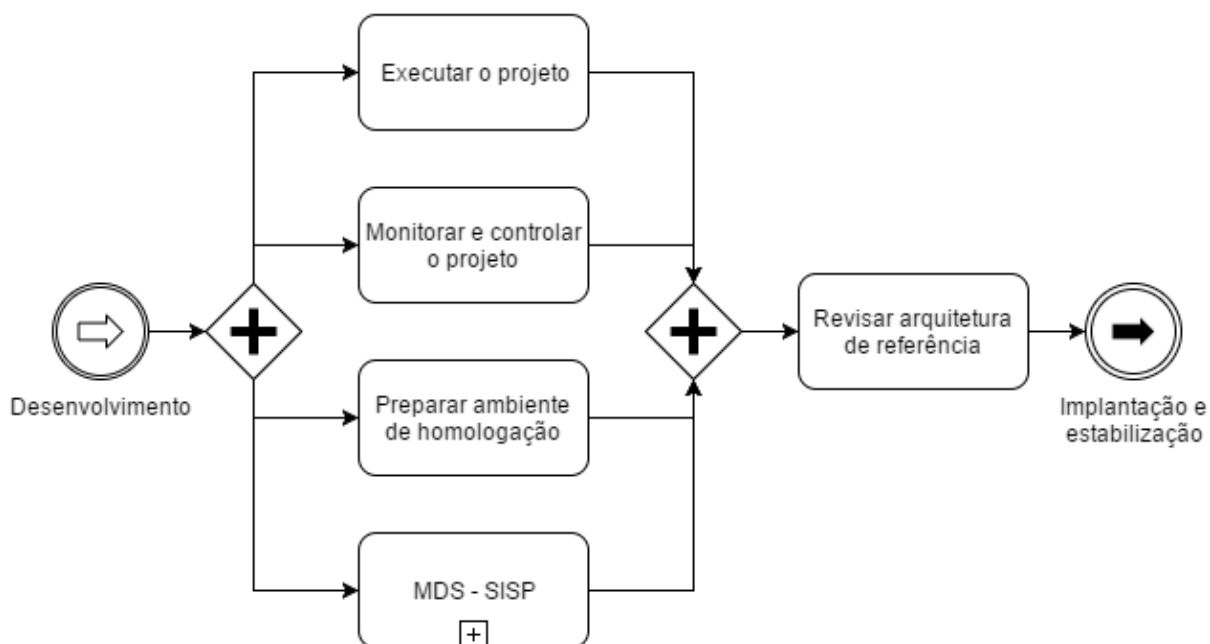 Executar o projeto
Monitorar e controlar
o projeto
Desenvolvimento
Preparar ambiente
de homologação
MDS - SISP
Revisar arquitetura
de referência
Implantação e
estabilização